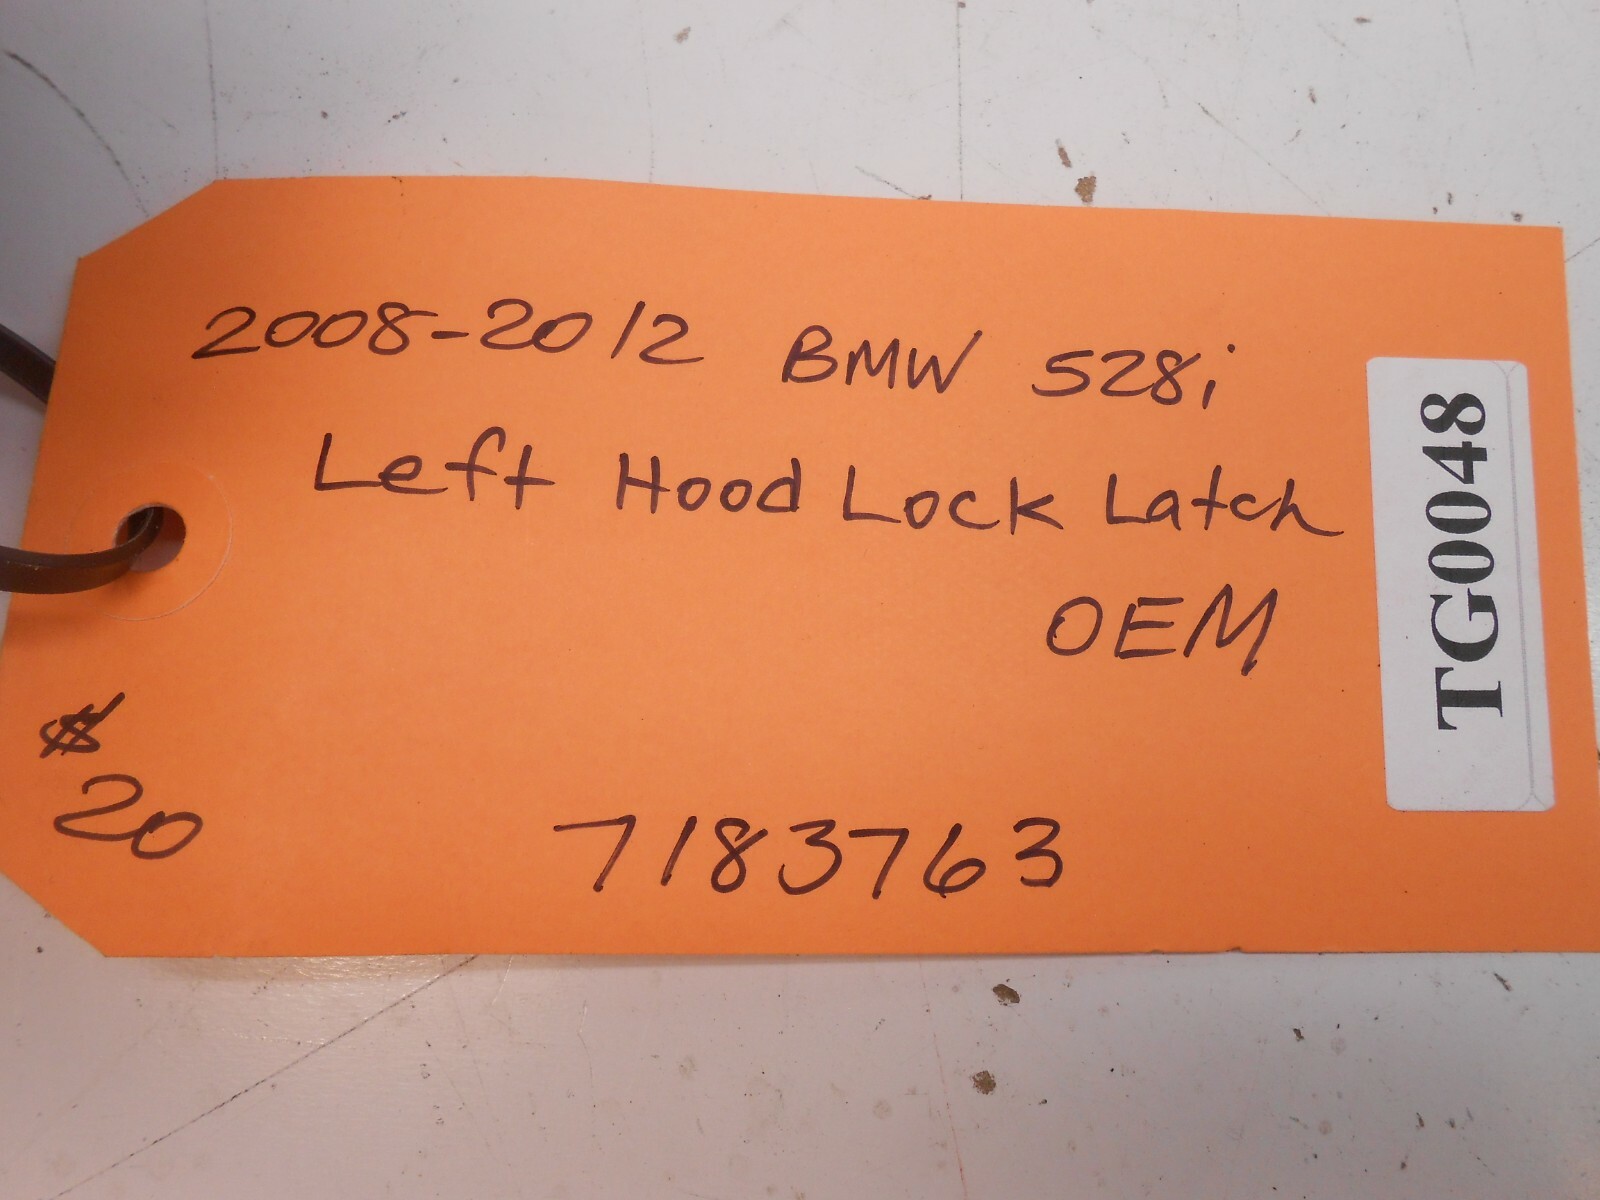 2008-2012 BMW 528i
Left Hood Lock Latch
OEM
$
20
7183763
TG0048